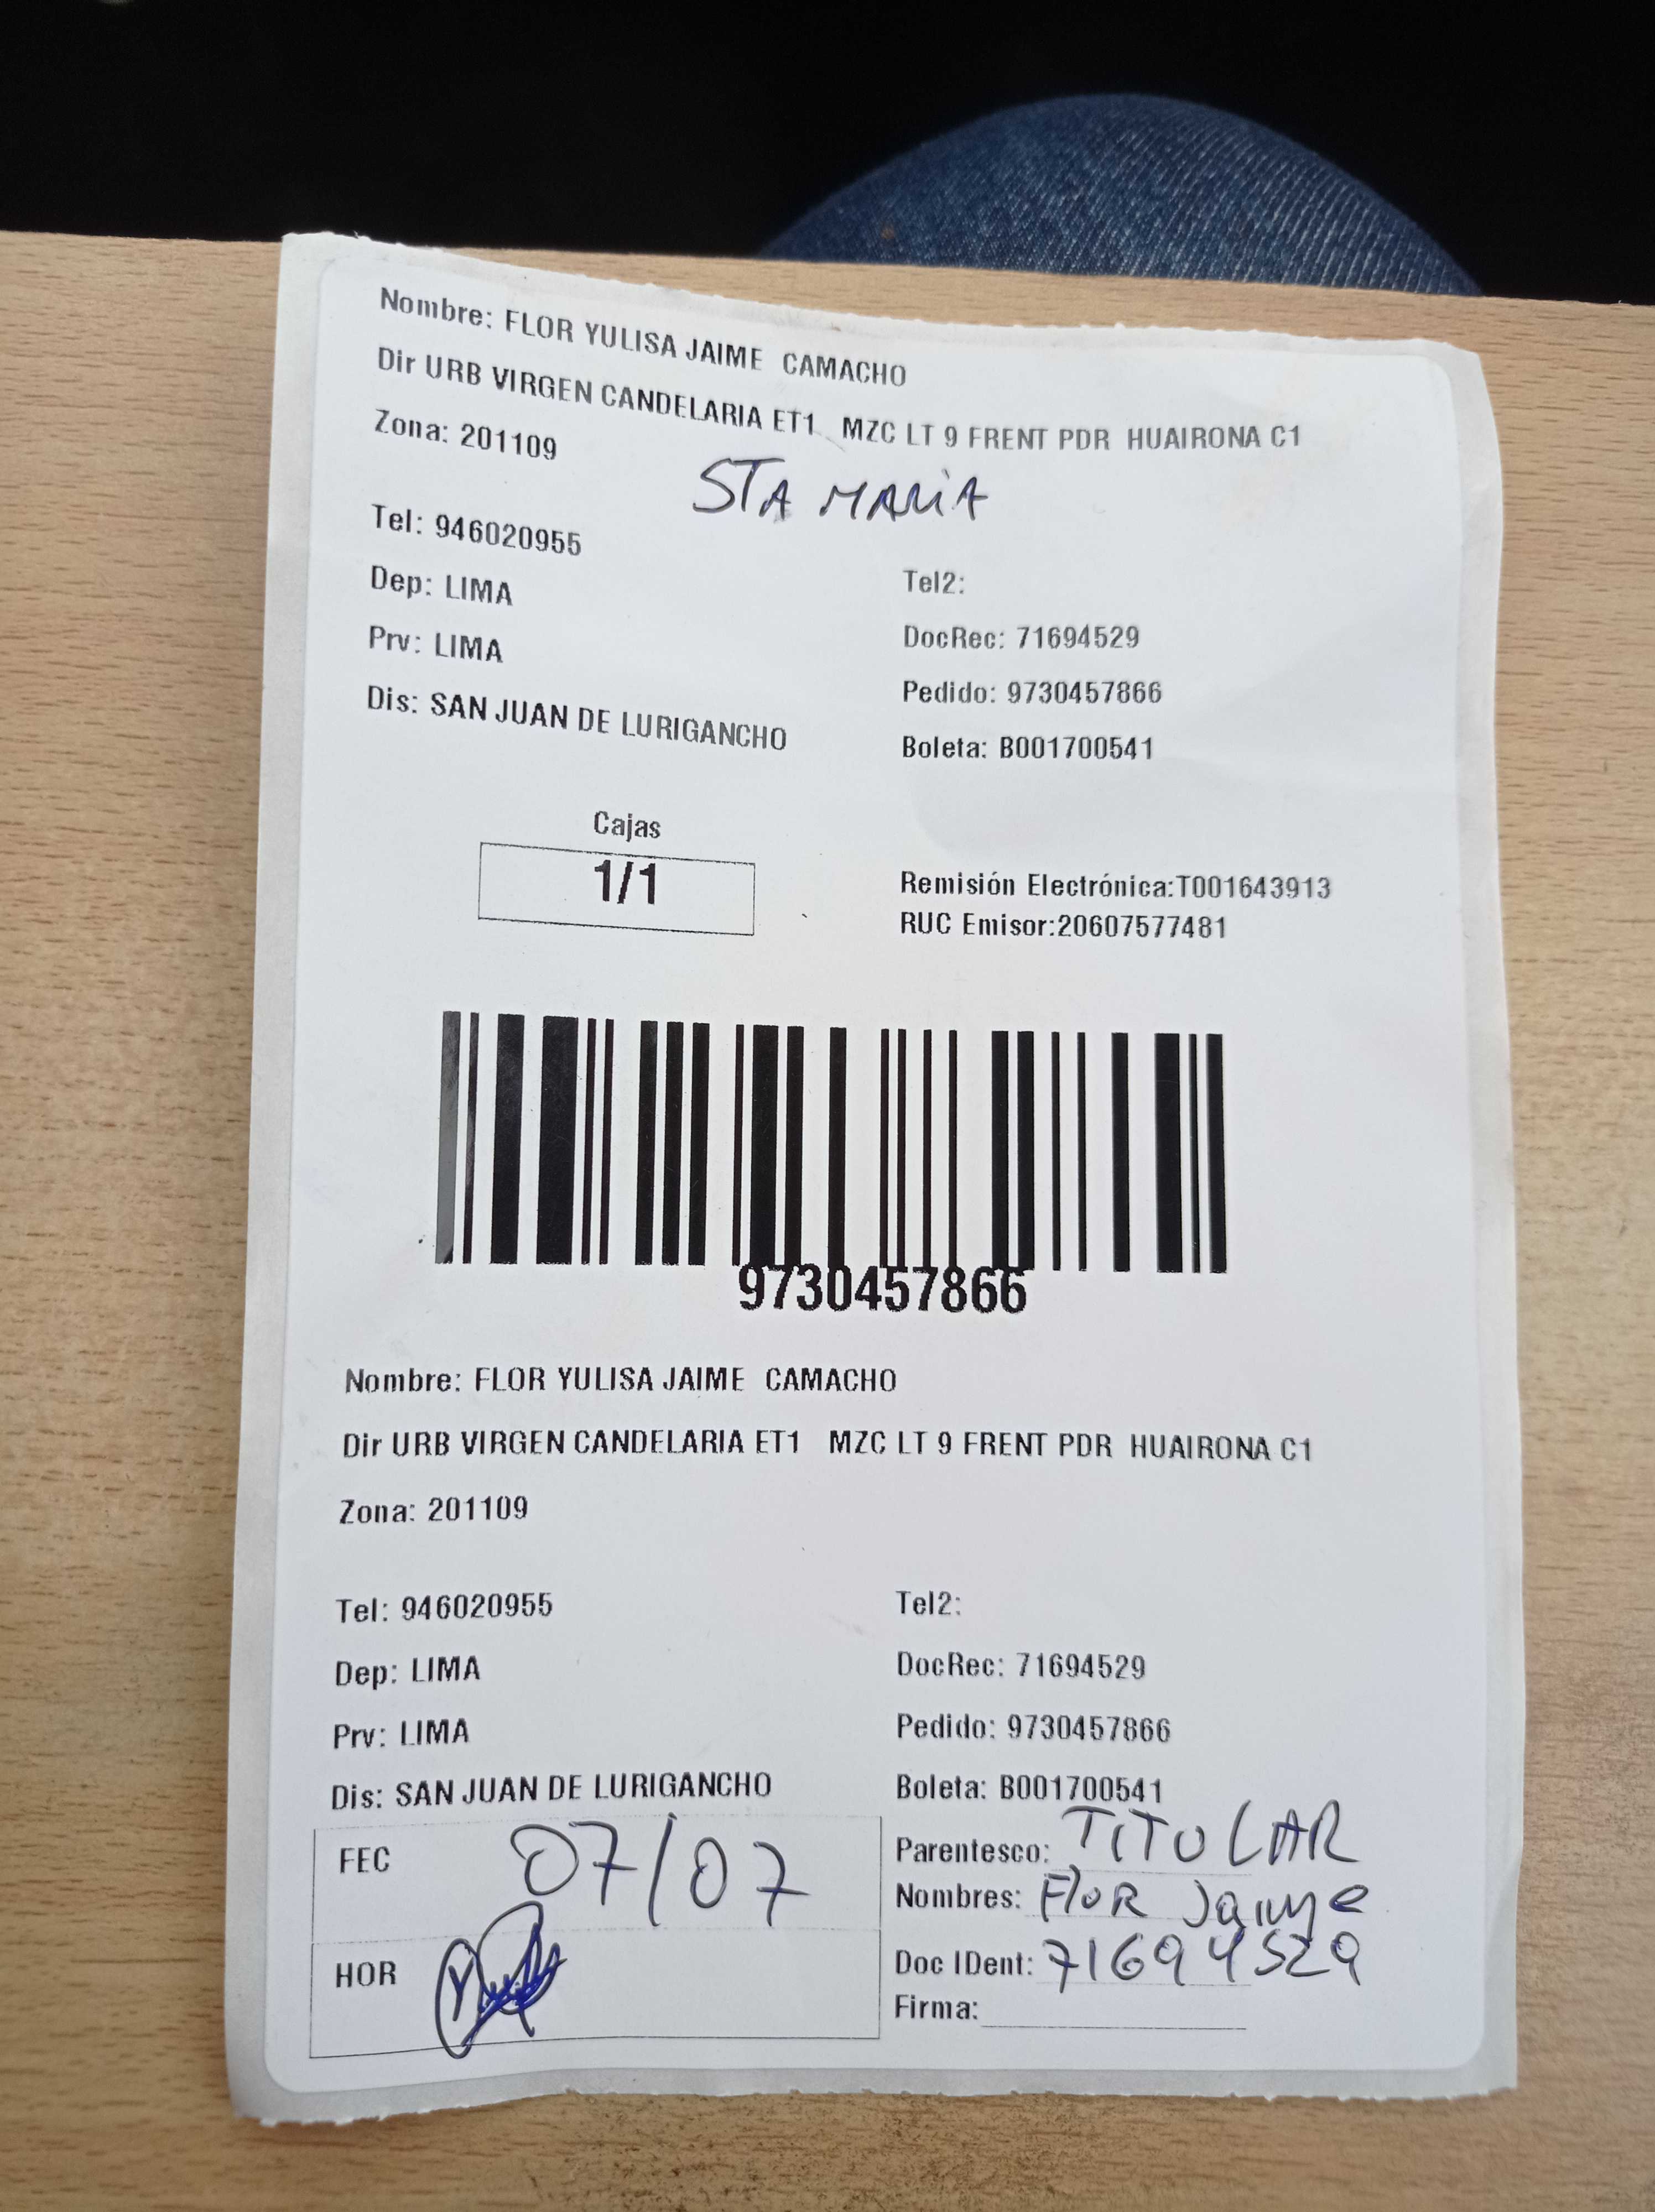 Nombre: FLOR YULISA JAIME CAMACHO
Dir URB VIRGEN CANDELARIA ET1 MZC LT 9 FRENT PDR HUAIRONA C1
Zona: 201109
STA MARIA
Tel: 946020955
Tel2:
Dep: LIMA
DocRec: 71694529
Prv: LIMA
Pedido: 9730457866
Dis: SAN JUAN DE LURIGANCHO
Boleta: B001700541
Cajas
1/1
Remisión Electrónica:T001643913
RUC Emisor:20607577481
9730457866
Nombre: FLOR YULISA JAIME CAMACHO
Dir URB VIRGEN CANDELARIA ET1 MZC LT 9 FRENT PDR HUAIRONA C1
Zona: 201109
Tel: 946020955
Tel2:
Dep: LIMA
DocRec: 71694529
Prv: LIMA
Pedido: 9730457866
Dis: SAN JUAN DE LURIGANCHO
Boleta: B001700541
FEC 07/07
Parentesco: TITULAR
Nombres: Flor Jaime
HOR
Doc IDent: 71694529
Firma: